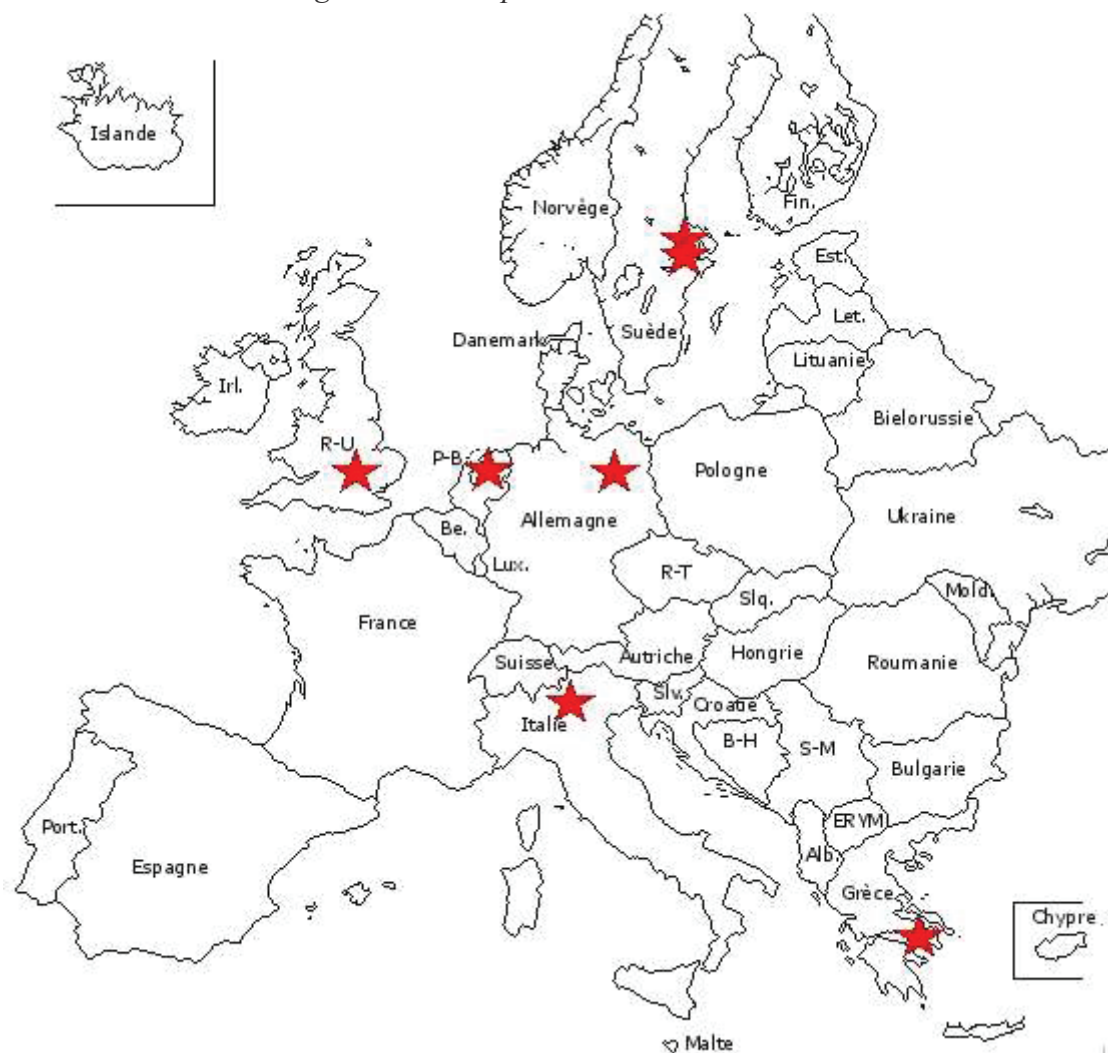 Islande
Norvège
Fin.
Est.
Suède
Let.
Danemark
Lituanie
Irl.
Bielorussie
R-U
P-B.
Pologne
Allemagne
Ukraine
Be.
Lux.
R-T
Mold.
Slq.
France
Hongrie
Suisse
Autriche
Roumanie
Slv.
Croatie
Italie
B-H
S-M
Bulgarie
Port.
ERYM
Alb.
Espagne
Grèce
Chypre
Malte